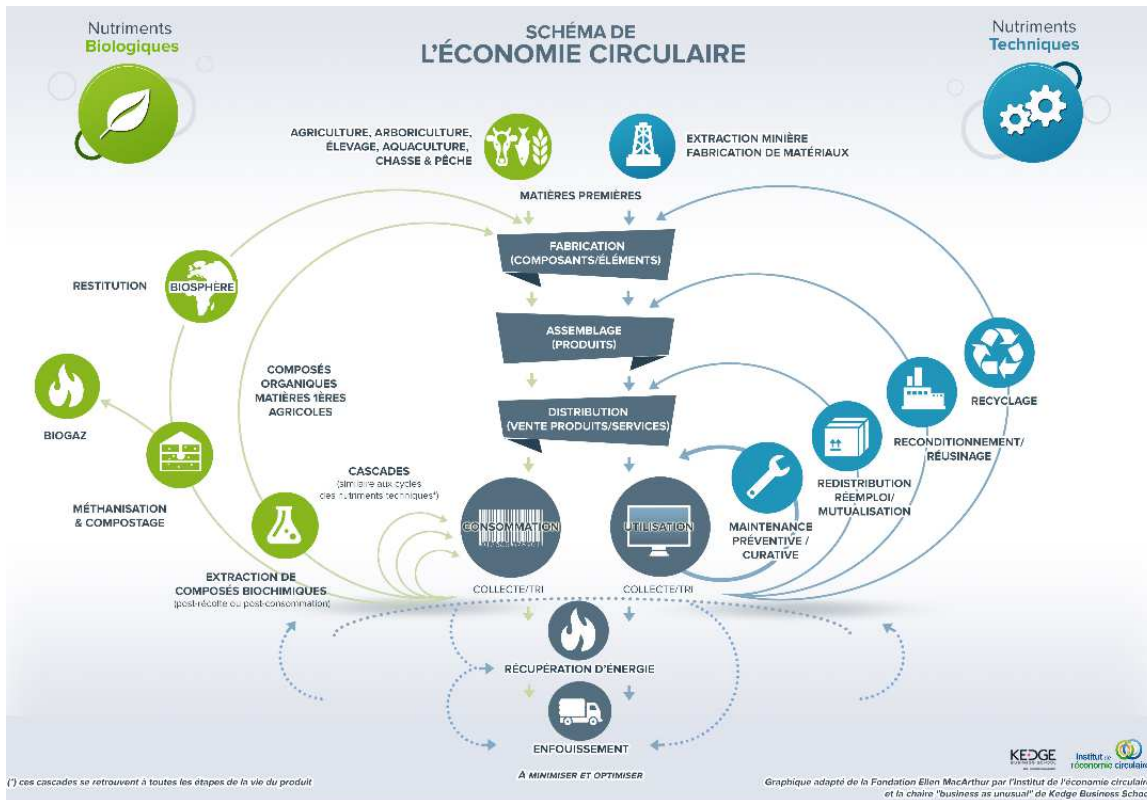 Nutriments
Biologiques
SCHÉMA DE
L'ÉCONOMIE CIRCULAIRE
Nutriments
Techniques
AGRICULTURE, ARBORICULTURE,
ÉLEVAGE, AQUACULTURE,
CHASSE & PÊCHE
EXTRACTION MINIÈRE
FABRICATION DE MATÉRIAUX
MATIÈRES PREMIÈRES
FABRICATION
(COMPOSANTS/ÉLÉMENTS)
RESTITUTION
BIOSPHÈRE
ASSEMBLAGE
(PRODUITS)
COMPOSÉS
ORGANIQUES
MATIÈRES 1ÈRES
AGRICOLES
RECYCLAGE
BIOGAZ
DISTRIBUTION
(VENTE PRODUITS/SERVICES)
RECONDITIONNEMENT/
RÉUSINAGE
CASCADES
(similaire aux cycles
des nutriments techniques*)
REDISTRIBUTION
RÉEMPLOI/
MUTUALISATION
MÉTHANISATION
& COMPOSTAGE
CONSOMMATION
UTILISATION
MAINTENANCE
PRÉVENTIVE /
CURATIVE
EXTRACTION DE
COMPOSÉS BIOCHIMIQUES
(post-récolte ou post-consommation)
COLLECTE/TRI
COLLECTE/TRI
RÉCUPÉRATION D'ÉNERGIE
ENFOUISSEMENT
À MINIMISER ET OPTIMISER
KEDGE
BUSINESS SCHOOL
Institut de
l'économie circulaire
(*) ces cascades se retrouvent à toutes les étapes de la vie du produit
Graphique adapté de la Fondation Ellen MacArthur par l'Institut de l'économie circulaire
et la chaire "business as unusual" de Kedge Business School